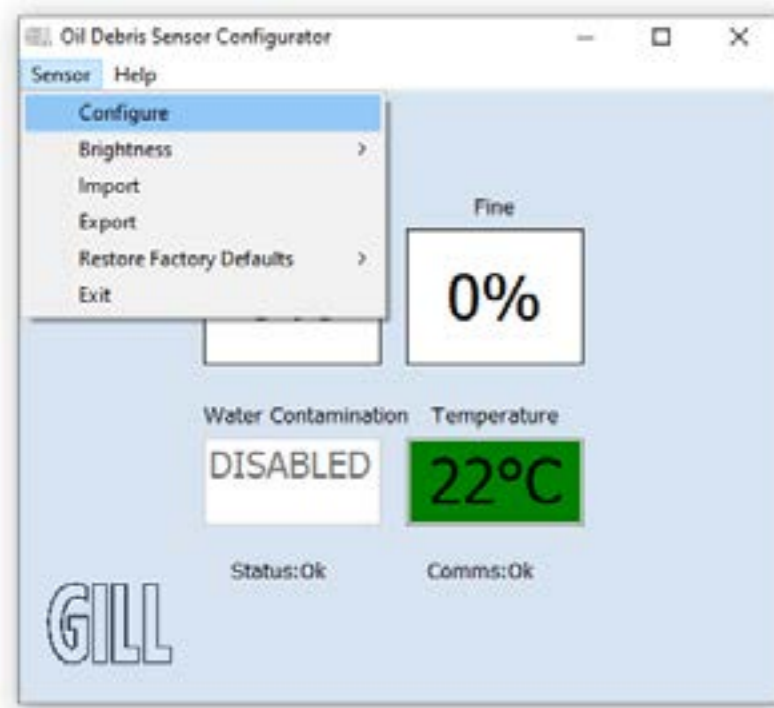 Oil Debris Sensor Configurator
Sensor Help
Configure
Brightness
Import
Export
Restore Factory Defaults
Exit
Fine
0%
Water Contamination Temperature
DISABLED 22°C
Status:Ok Comms:Ok
GILL